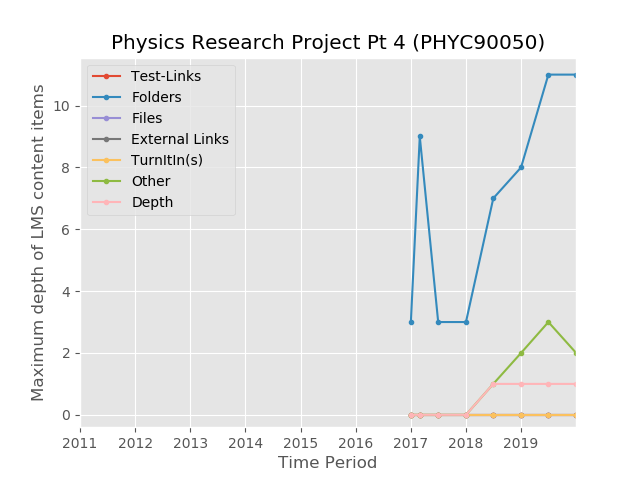 Physics Research Project Pt 4 (PHYC90050)
Test-Links
Folders
Files
External Links
TurnItIn(s)
Other
Depth
Maximum depth of LMS content items
10
8
6
4
2
0
2011 2012 2013 2014 2015 2016 2017 2018 2019
Time Period